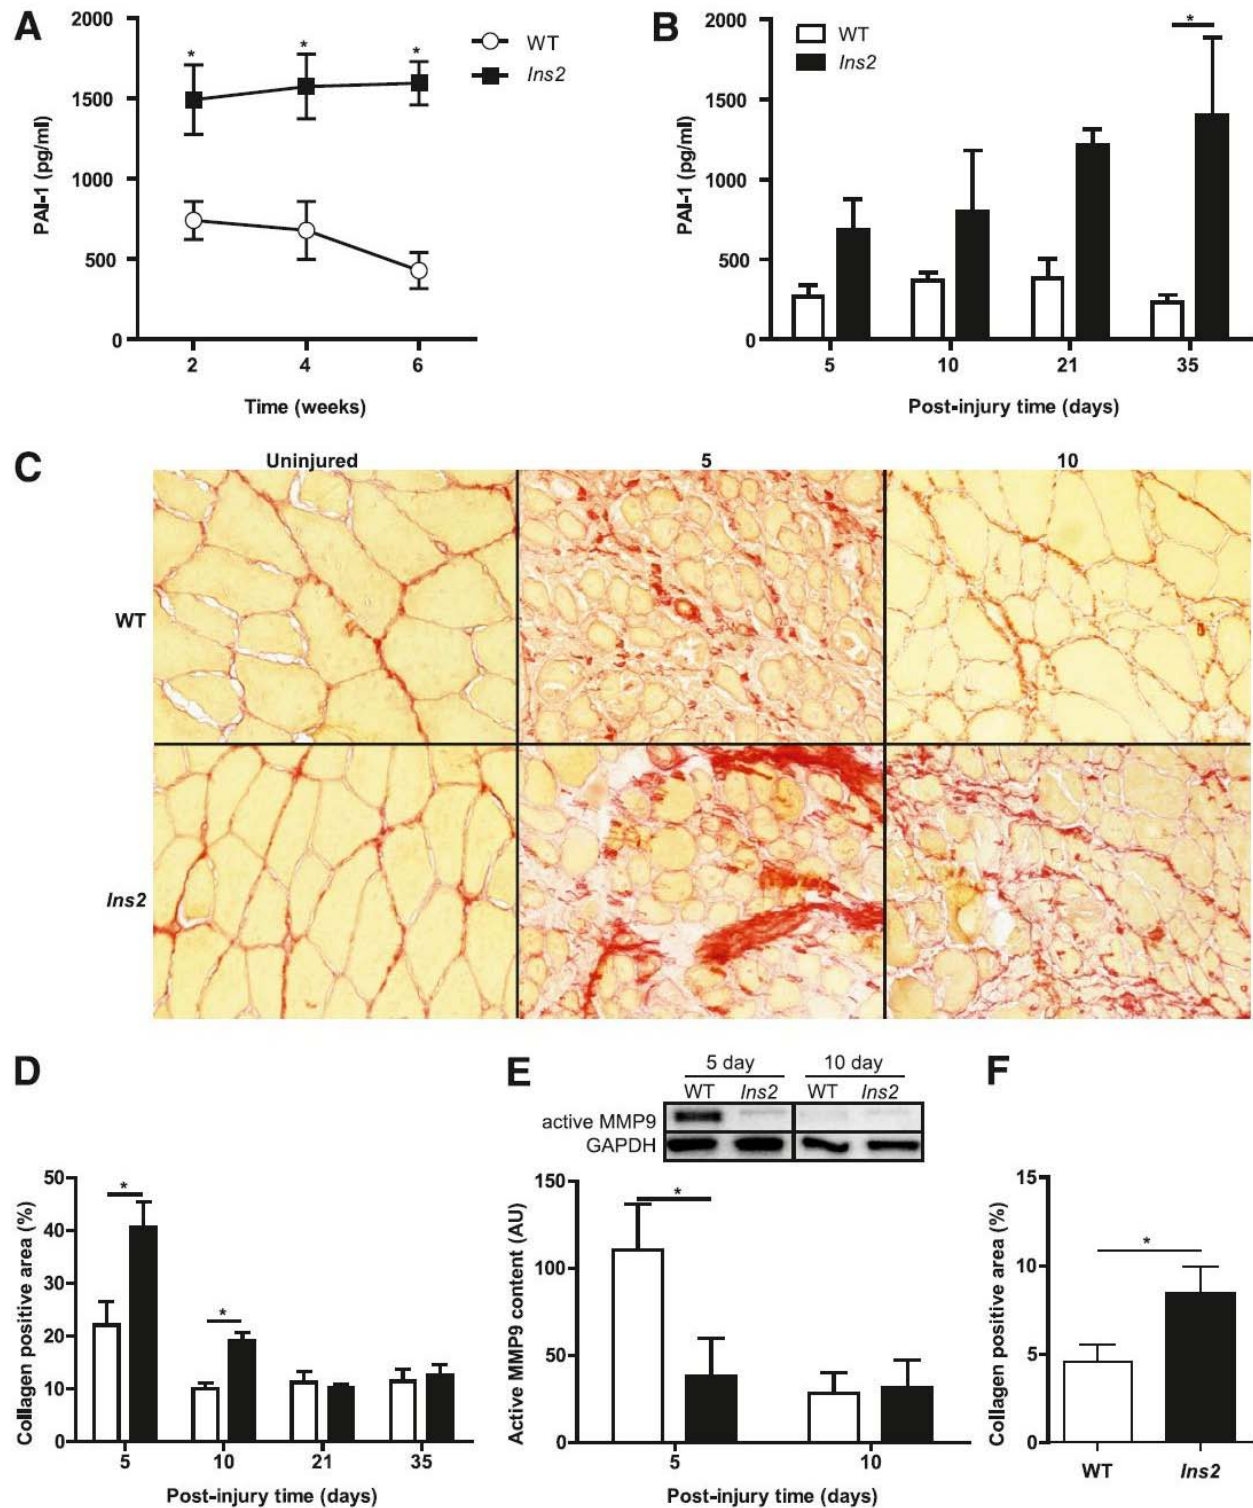 A
2000
1500
1000
500
0
PAI-1 (pg/ml)
* * *
WT
Ins2
2 4 6
Time (weeks)
B
2000
1500
1000
500
0
PAI-1 (pg/ml)
WT
Ins2
*
5 10 21 35
Post-injury time (days)
C
Uninjured 5 10
WT
Ins2
D
50
40
30
20
10
0
Collagen positive area (%)
* *
5 10 21 35
Post-injury time (days)
E
5 day 10 day
WT Ins2 WT Ins2
active MMP9
GAPDH
150
100
50
0
Active MMP9 content (AU)
*
5 10
Post-injury time (days)
F
15
10
5
0
Collagen positive area (%)
*
WT Ins2